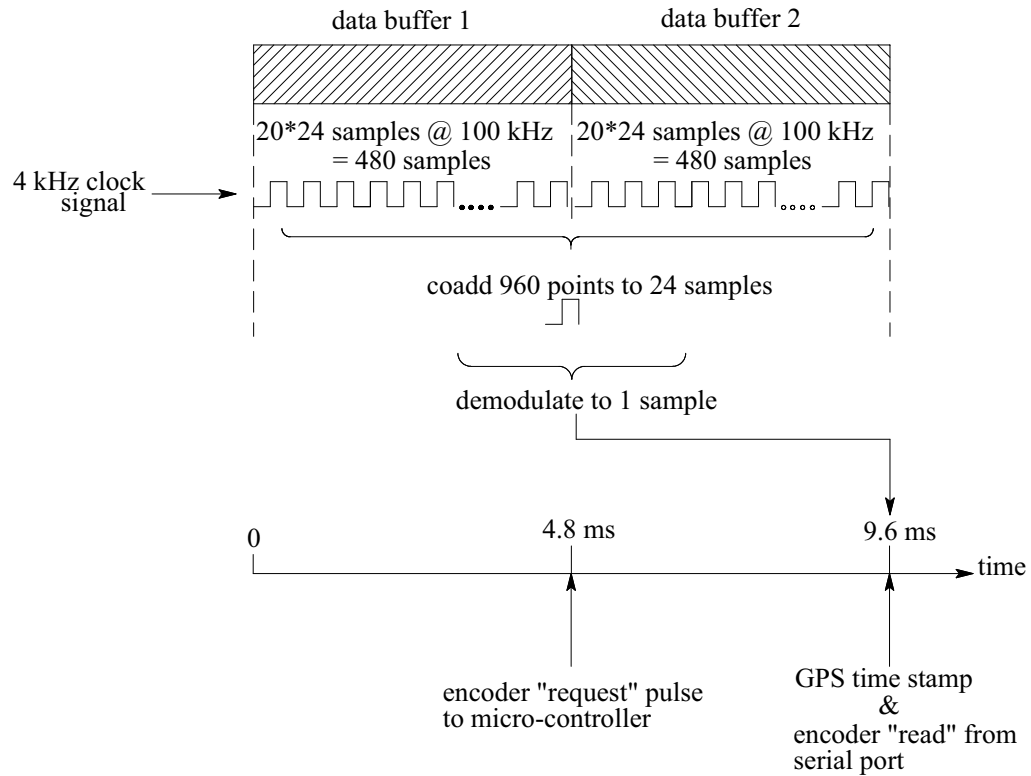 data buffer 1
data buffer 2
20*24 samples @ 100 kHz
= 480 samples
20*24 samples @ 100 kHz
= 480 samples
4 kHz clock
signal
coadd 960 points to 24 samples
demodulate to 1 sample
0
4.8 ms
9.6 ms
time
encoder "request" pulse
to micro-controller
GPS time stamp
&
encoder "read" from
serial port